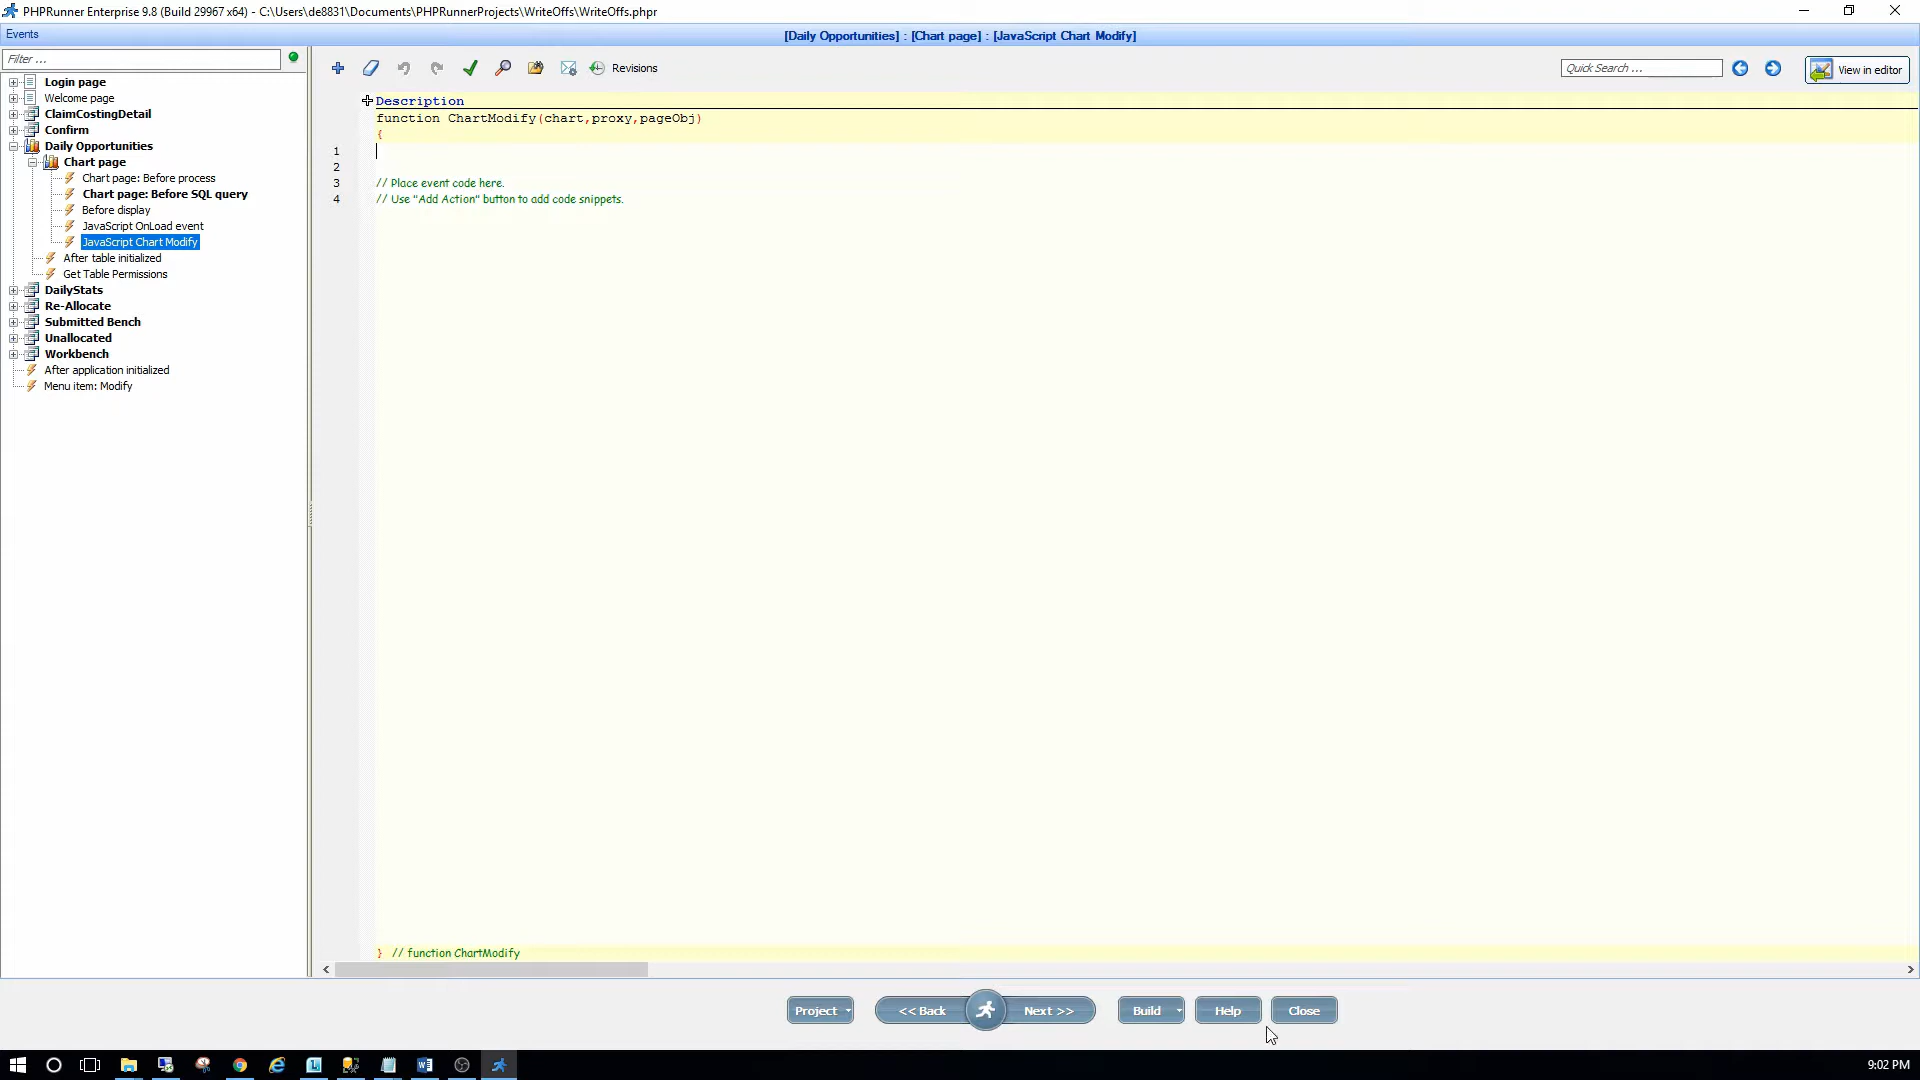 PHPRunner Enterprise 9.8 (Build 29967 x64) - C:\Users\de8831\Documents\PHPRunnerProjects\WriteOffs\WriteOffs.phpr
Events
[Daily Opportunities] : [Chart page] : [JavaScript Chart Modify]
Filter ...
Revisions
Quick Search ...
View in editor
Login page
Welcome page
ClaimCostingDetail
Confirm
Daily Opportunities
Chart page
Chart page: Before process
Chart page: Before SQL query
Before display
JavaScript OnLoad event
JavaScript Chart Modify
After table initialized
Get Table Permissions
DailyStats
Re-Allocate
Submitted Bench
Unallocated
Workbench
After application initialized
Menu item: Modify
Description
function ChartModify(chart,proxy,pageObj)
{
1
2
3 // Place event code here.
4 // Use "Add Action" button to add code snippets.
} // function ChartModify
Project
<< Back
Next >>
Build
Help
Close
9:02 PM